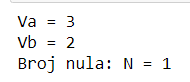 Va = 3
Vb = 2
Broj nula: N = 1